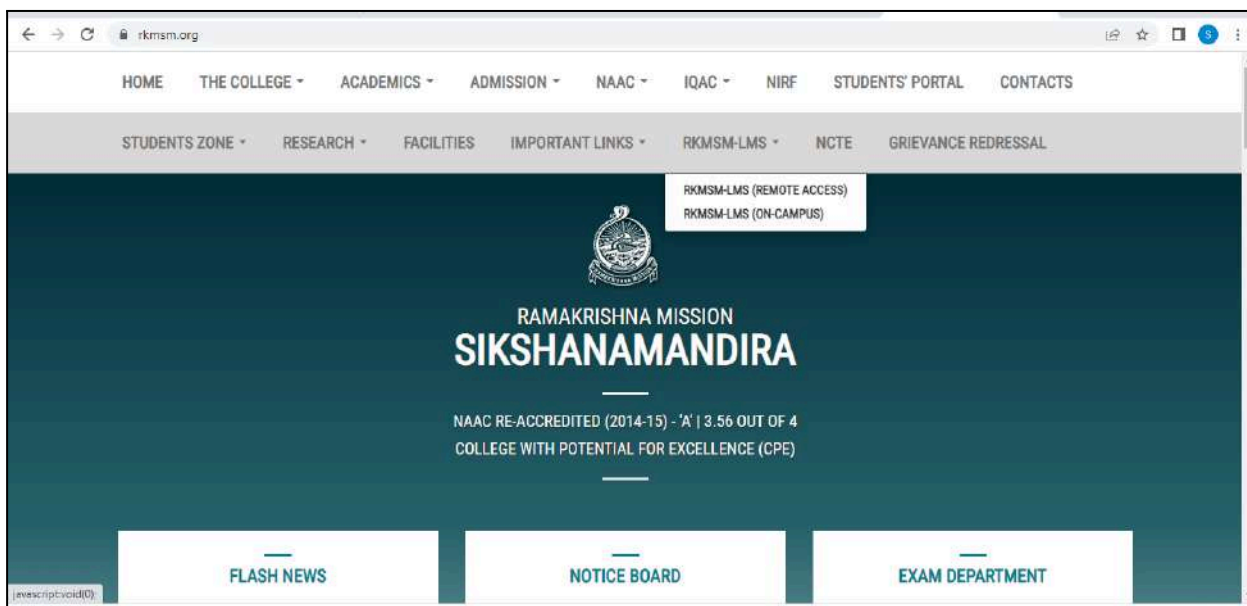 rkmsm.org
S
HOME THE COLLEGE ACADEMICS ADMISSION NAAC IQAC NIRF STUDENTS' PORTAL CONTACTS
STUDENTS ZONE RESEARCH FACILITIES IMPORTANT LINKS RKMSM-LMS NCTE GRIEVANCE REDRESSAL
RKMSM-LMS (REMOTE ACCESS)
RKMSM-LMS (ON-CAMPUS)
RAMAKRISHNA MISSION
SIKSHANAMANDIRA
NAAC RE-ACCREDITED (2014-15) - 'A' | 3.56 OUT OF 4
COLLEGE WITH POTENTIAL FOR EXCELLENCE (CPE)
FLASH NEWS NOTICE BOARD EXAM DEPARTMENT
javascript:void(0);